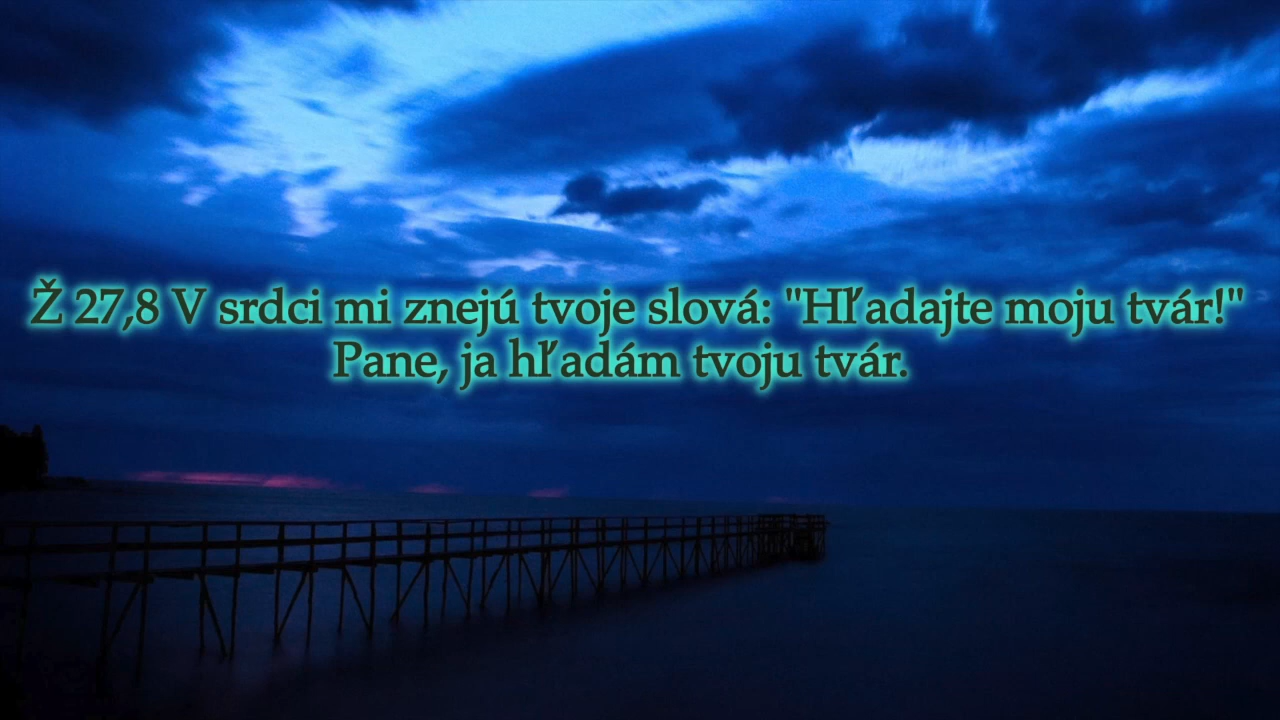 Ž 27,8 V srdci mi znejú tvoje slová: "Hľadajte moju tvár!"
Pane, ja hľadám tvoju tvár.